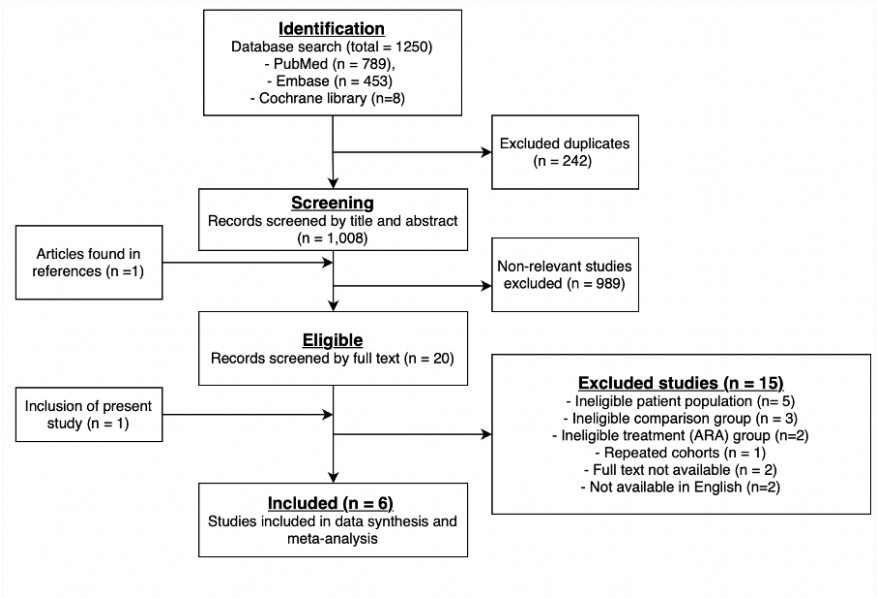 Identification
Database search (total = 1250)
- PubMed (n = 789),
- Embase (n = 453)
- Cochrane library (n=8)
Excluded duplicates
(n = 242)
Screening
Records screened by title and abstract
(n = 1,008)
Articles found in
references (n =1)
Non-relevant studies
excluded (n = 989)
Eligible
Records screened by full text (n = 20)
Inclusion of present
study (n = 1)
Excluded studies (n = 15)
- Ineligible patient population (n= 5)
- Ineligible comparison group (n = 3)
- Ineligible treatment (ARA) group (n=2)
- Repeated cohorts (n = 1)
- Full text not available (n = 2)
- Not available in English (n=2)
Included (n = 6)
Studies included in data synthesis and
meta-analysis